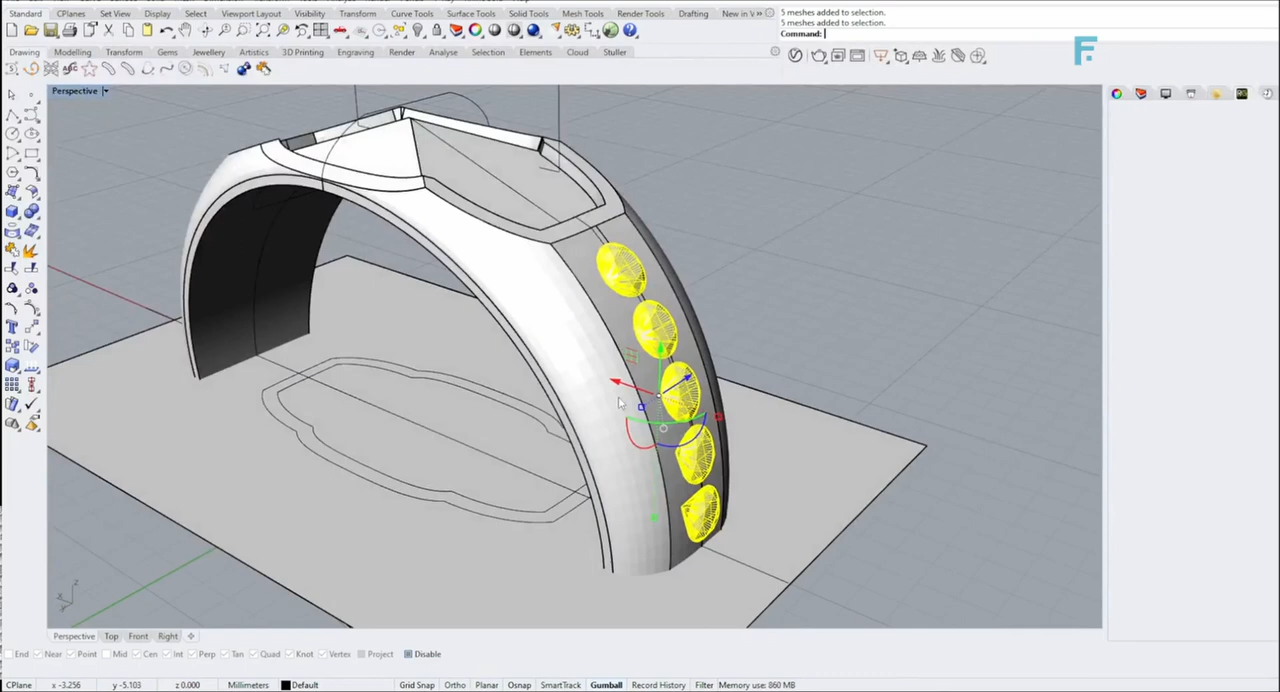 Standard CPlanes Set View Display Select Viewport Layout Visibility Transform Curve Tools Surface Tools Solid Tools Mesh Tools Render Tools Drafting New in V
5 meshes added to selection.
5 meshes added to selection.
Command:
Drawing Modelling Transform Gems Jewellery Artistics 3D Printing Engraving Render Analyse Selection Elements Cloud Stuller
F.
Perspective
z
x
y
Perspective Top Front Right
End Near Point Mid Cen Int Perp Tan Quad Knot Vertex Project Disable
CPlane x -3.256 y -5.103 z 0.000 Millimeters Default Grid Snap Ortho Planar Osnap SmartTrack Gumball Record History Filter Memory use: 860 MB